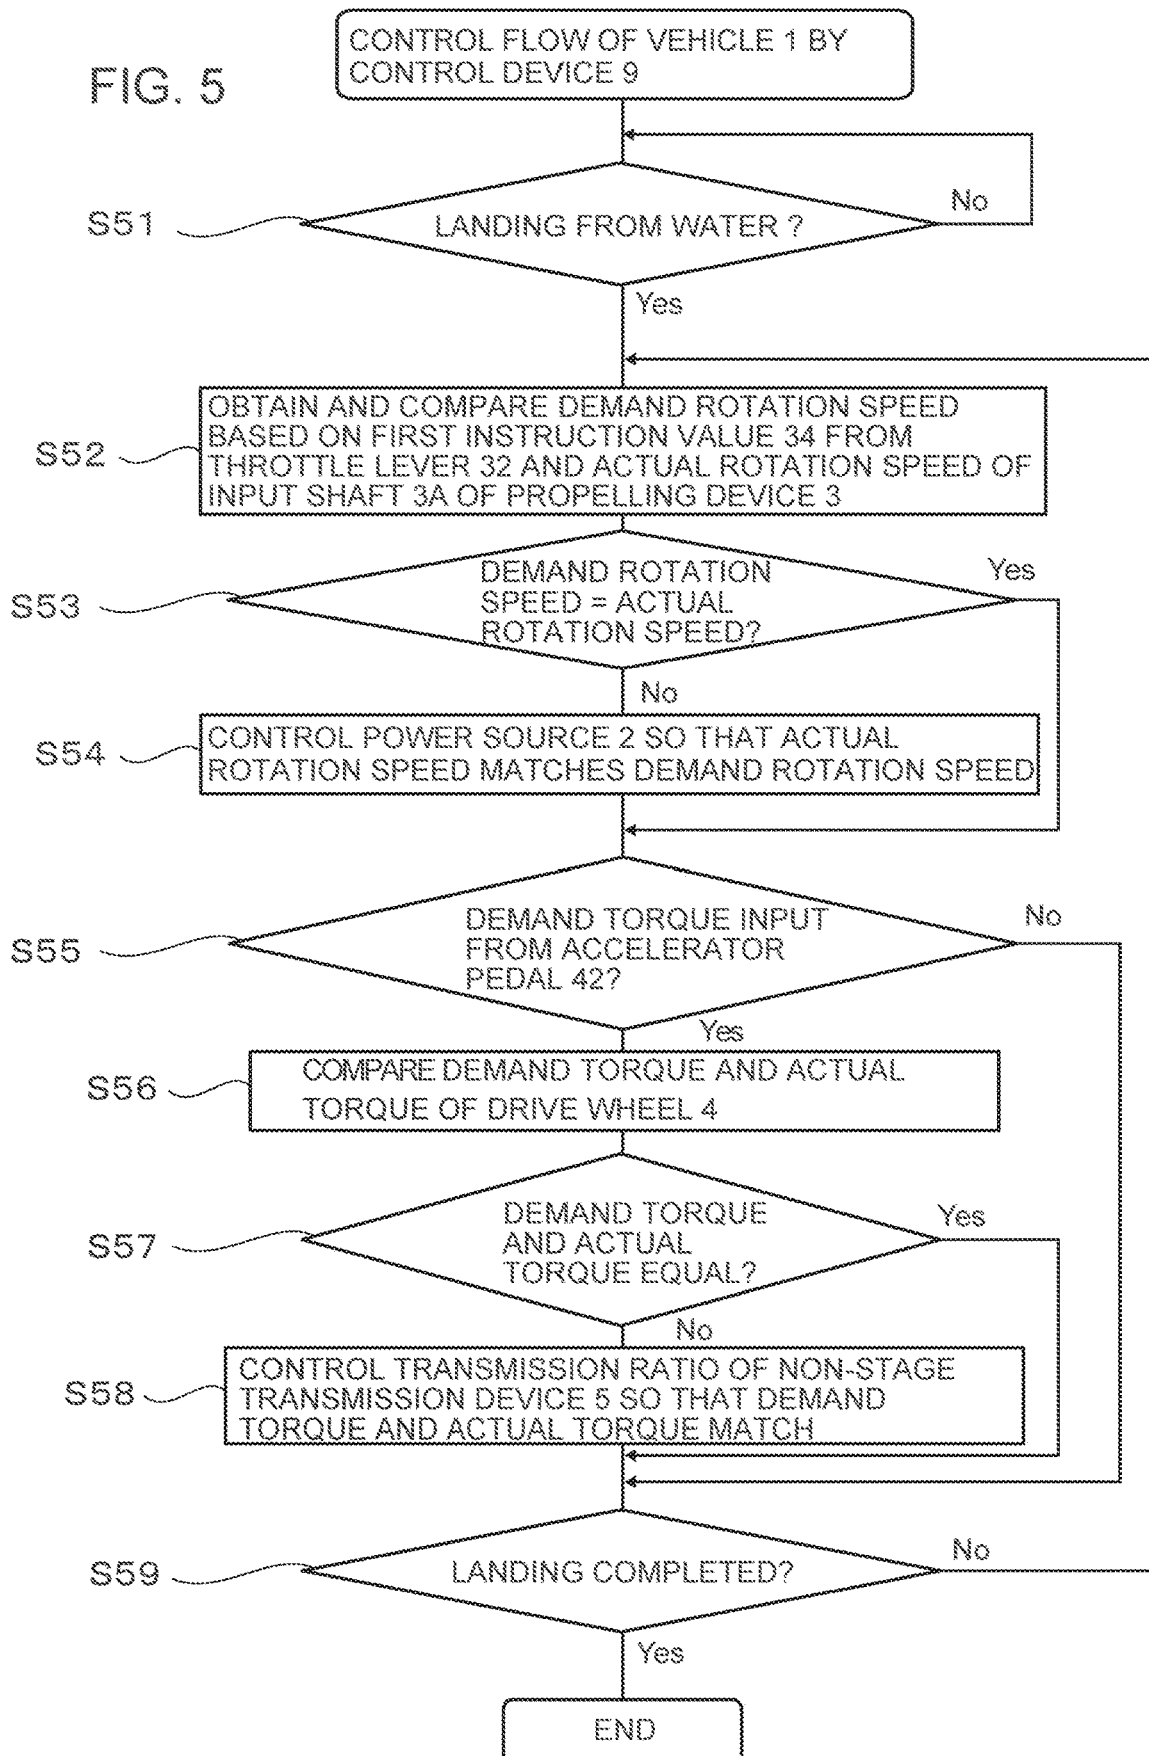 FIG. 5
CONTROL FLOW OF VEHICLE 1 BY
CONTROL DEVICE 9
S51
LANDING FROM WATER ?
No
Yes
S52
OBTAIN AND COMPARE DEMAND ROTATION SPEED
BASED ON FIRST INSTRUCTION VALUE 34 FROM
THROTTLE LEVER 32 AND ACTUAL ROTATION SPEED OF
INPUT SHAFT 3A OF PROPELLING DEVICE 3
S53
DEMAND ROTATION
SPEED = ACTUAL
ROTATION SPEED?
Yes
No
S54
CONTROL POWER SOURCE 2 SO THAT ACTUAL
ROTATION SPEED MATCHES DEMAND ROTATION SPEED
S55
DEMAND TORQUE INPUT
FROM ACCELERATOR
PEDAL 42?
No
Yes
S56
COMPARE DEMAND TORQUE AND ACTUAL
TORQUE OF DRIVE WHEEL 4
S57
DEMAND TORQUE
AND ACTUAL
TORQUE EQUAL?
Yes
No
S58
CONTROL TRANSMISSION RATIO OF NON-STAGE
TRANSMISSION DEVICE 5 SO THAT DEMAND
TORQUE AND ACTUAL TORQUE MATCH
S59
LANDING COMPLETED?
No
Yes
END